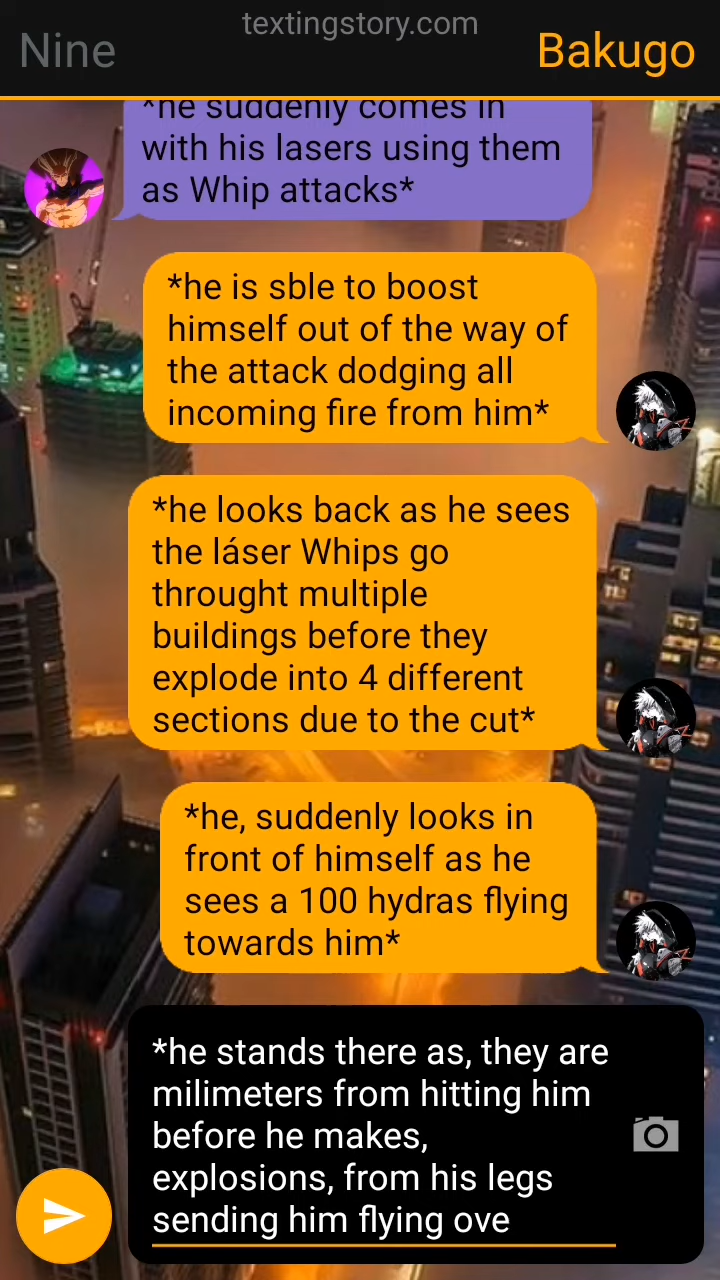 textingstory.com
Nine
Bakugo
*he suddenly comes in
with his lasers using them
as Whip attacks*
*he is sble to boost
himself out of the way of
the attack dodging all
incoming fire from him*
*he looks back as he sees
the láser Whips go
throught multiple
buildings before they
explode into 4 different
sections due to the cut*
*he, suddenly looks in
front of himself as he
sees a 100 hydras flying
towards him*
*he stands there as, they are
milimeters from hitting him
before he makes,
explosions, from his legs
sending him flying ove